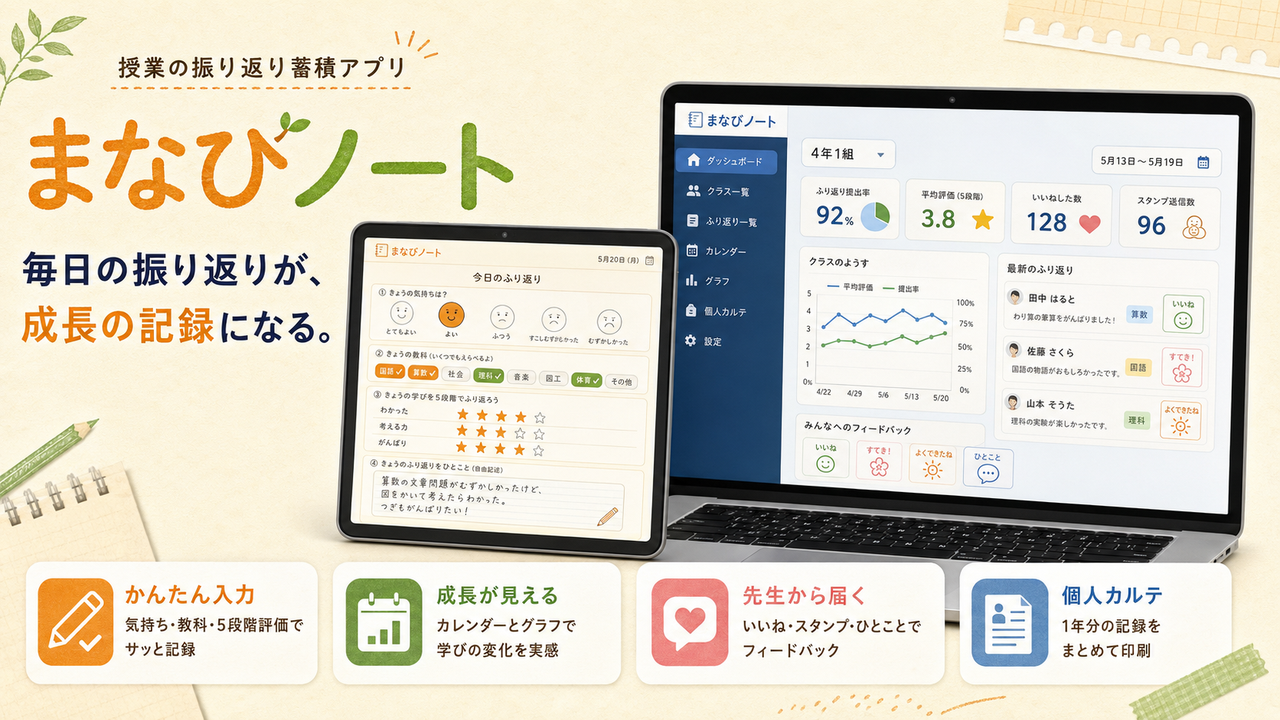 授業の振り返り蓄積アプリ
まなびノート
毎日の振り返りが、
成長の記録になる。
まなびノート
5月20日(月)
今日のふり返り
① きょうの気持ちは?
とてもよい
よい
ふつう
すこしむずかしかった
むずかしかった
② きょうの教科(いくつでもえらべるよ)
国語 算数 社会 理科 音楽 図工 体育 その他
③ きょうの学びを5段階でふり返ろう
わかった
考える力
がんばり
④ きょうのふり返りをひとこと(自由記述)
算数の文章問題がむずかしかったけど、
図をかいて考えたらわかった。
つぎもがんばりたい!
まなびノート
ダッシュボード
クラス一覧
ふり返り一覧
カレンダー
グラフ
個人カルテ
設定
4年1組
5月13日〜5月19日
ふり返り提出率
92%
平均評価(5段階)
3.8
いいねした数
128
スタンプ送信数
96
クラスのようす
平均評価 提出率
5
4
3
2
1
0%
100%
75%
50%
25%
0%
4/22 4/29 5/6 5/13 5/20
最新のふり返り
田中 はると
わり算の筆算をがんばりました!
算数
いいね
佐藤 さくら
国語の物語がおもしろかったです。
国語
すてき!
山本 そうた
理科の実験が楽しかったです。
理科
よくできたね
みんなへのフィードバック
いいね
すてき!
よくできたね
ひとこと
かんたん入力
気持ち・教科・5段階評価で
サッと記録
成長が見える
カレンダーとグラフで
学びの変化を実感
先生から届く
いいね・スタンプ・ひとことで
フィードバック
個人カルテ
1年分の記録を
まとめて印刷